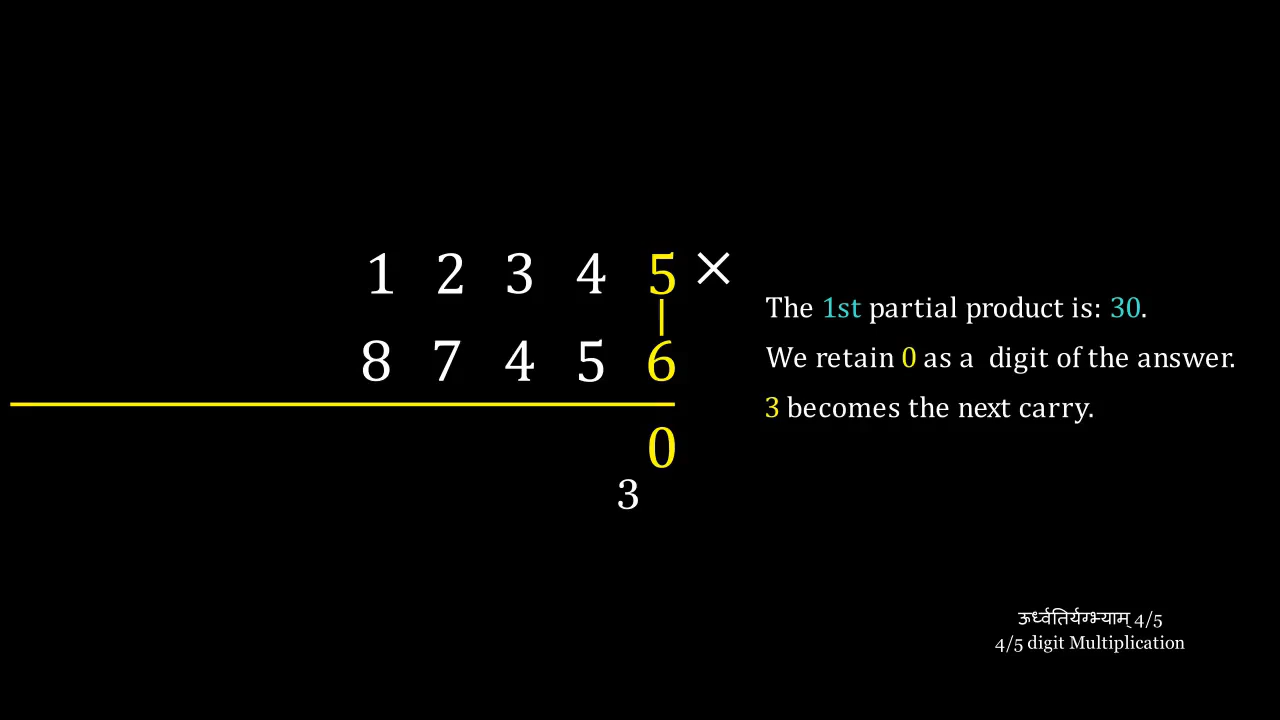 1 2 3 4 5 ×
8 7 4 5 6
0
3
The 1st partial product is: 30.
We retain 0 as a digit of the answer.
3 becomes the next carry.
ऊर्ध्वतिर्यग्भ्याम् 4/5
4/5 digit Multiplication